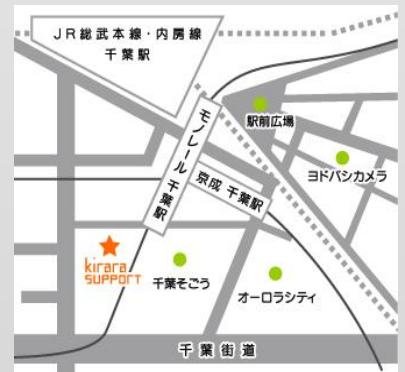 JR総武本線・内房線
千葉駅
モノレール 千葉駅
駅前広場
ヨドバシカメラ
京成 千葉駅
kirara
SUPPORT
千葉そごう
オーロラシティ
千葉街道